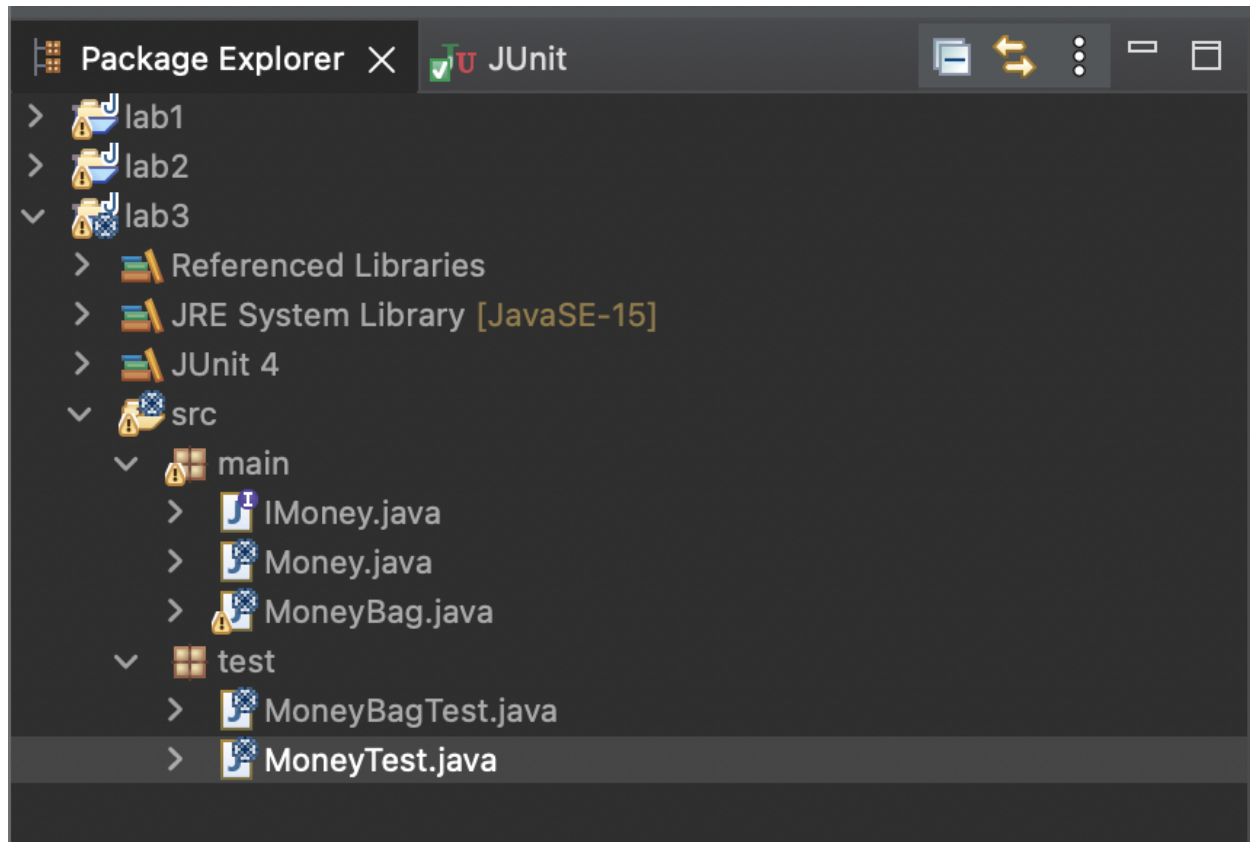 Package Explorer JUnit
lab1
lab2
lab3
Referenced Libraries
JRE System Library [JavaSE-15]
JUnit 4
src
main
IMoney.java
Money.java
MoneyBag.java
test
MoneyBagTest.java
MoneyTest.java